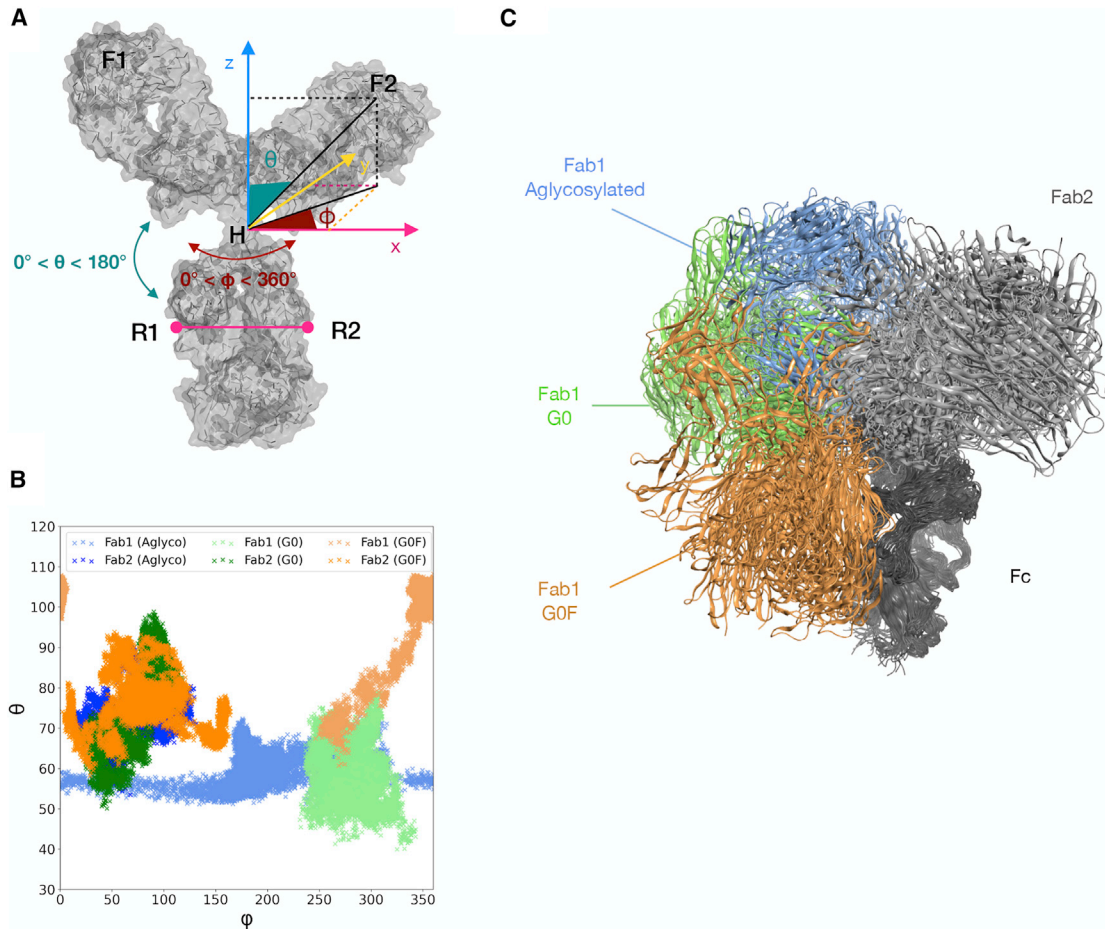 A
F1
z
F2
θ
y
Φ
H
x
0° < θ < 180°
0° < ɸ < 360°
R1
R2
B
120
110
100
90
80
70
60
50
40
30
θ
Fab1 (Aglyco)
Fab1 (G0)
Fab1 (G0F)
Fab2 (Aglyco)
Fab2 (G0)
Fab2 (G0F)
0
50
100
150
200
250
300
350
φ
C
Fab1
Aglycosylated
Fab2
Fab1
G0
Fab1
G0F
Fc